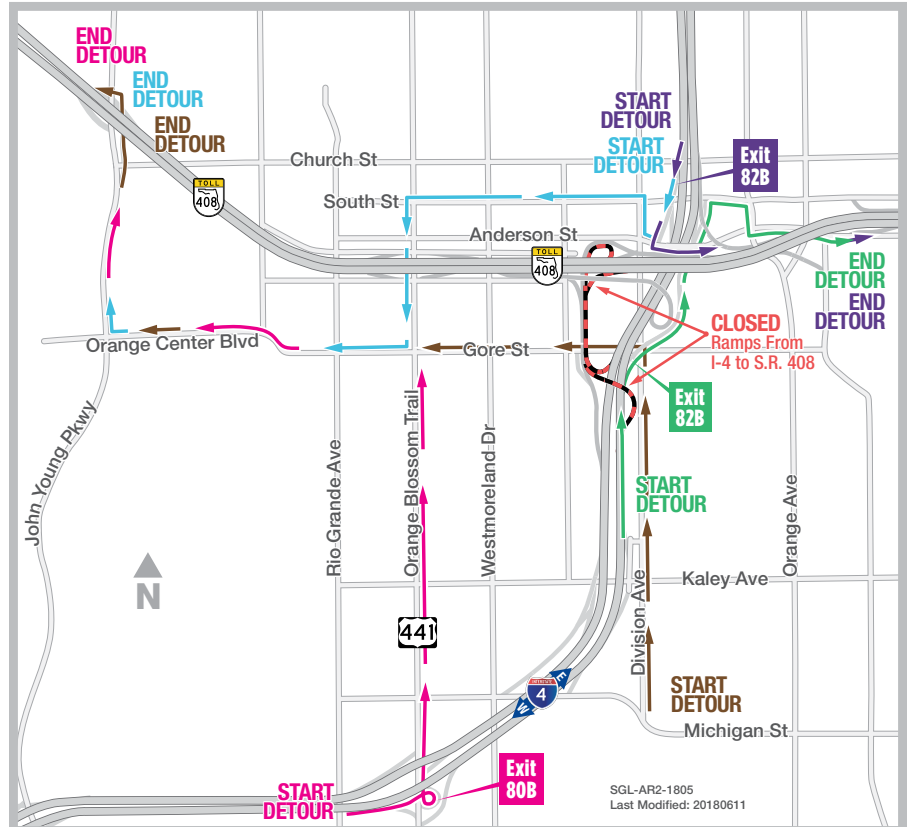 END
DETOUR
END
DETOUR
END
DETOUR
START
DETOUR
START
DETOUR
Exit
82B
Church St
TOLL
408
South St
Anderson St
TOLL
408
END
DETOUR
END
DETOUR
CLOSED
Ramps From
I-4 to S.R. 408
Orange Center Blvd
Gore St
Exit
82B
John Young Pkwy
Rio Grande Ave
Orange Blossom Trail
Westmoreland Dr
START
DETOUR
Orange Ave
N
Kaley Ave
Division Ave
441
E
INTERSTATE
4
W
START
DETOUR
Michigan St
Exit
80B
START
DETOUR
SGL-AR2-1805
Last Modified: 20180611